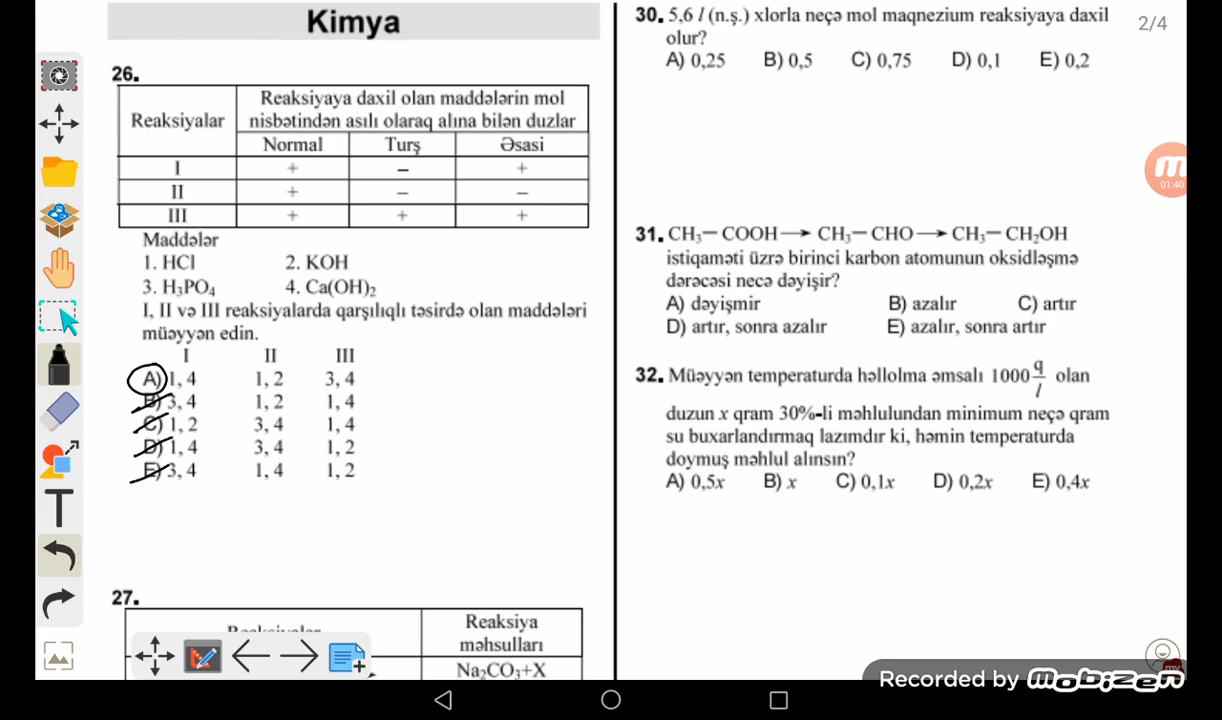 Kimya
26.
Reaksiyalar
Reaksiyaya daxil olan maddələrin mol
nisbətindən asılı olaraq alına bilən duzlar
Normal Turş Əsasi
I + – +
II + – –
III + + +
Maddələr
1. HCl 2. KOH
3. H₃PO₄ 4. Ca(OH)₂
I, II və III reaksiyalarda qarşılıqlı təsirdə olan maddələri
müəyyən edin.
I II III
A) 1, 4 1, 2 3, 4
B) 3, 4 1, 2 1, 4
C) 1, 2 3, 4 1, 4
D) 1, 4 3, 4 1, 2
E) 3, 4 1, 4 1, 2
27.
Reaksiya
məhsulları
Na₂CO₃+X
30. 5,6 l (n.ş.) xlorla neçə mol maqnezium reaksiyaya daxil
olur?
A) 0,25 B) 0,5 C) 0,75 D) 0,1 E) 0,2
31. CH₃– COOH → CH₃– CHO → CH₃– CH₂OH
istiqaməti üzrə birinci karbon atomunun oksidləşmə
dərəcəsi necə dəyişir?
A) dəyişmir B) azalır C) artır
D) artır, sonra azalır E) azalır, sonra artır
32. Müəyyən temperaturda həllolma əmsalı 1000 q/l olan
duzun x qram 30%-li məhlulundan minimum neçə qram
su buxarlandırmaq lazımdır ki, həmin temperaturda
doymuş məhlul alınsın?
A) 0,5x B) x C) 0,1x D) 0,2x E) 0,4x
2/4
01:40
T
Recorded by mobizen